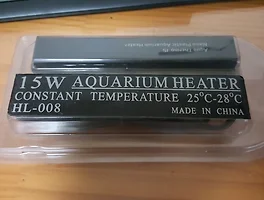 15W AQUARIUM HEATER
CONSTANT TEMPERATURE 25°C-28°C
HL-008 MADE IN CHINA